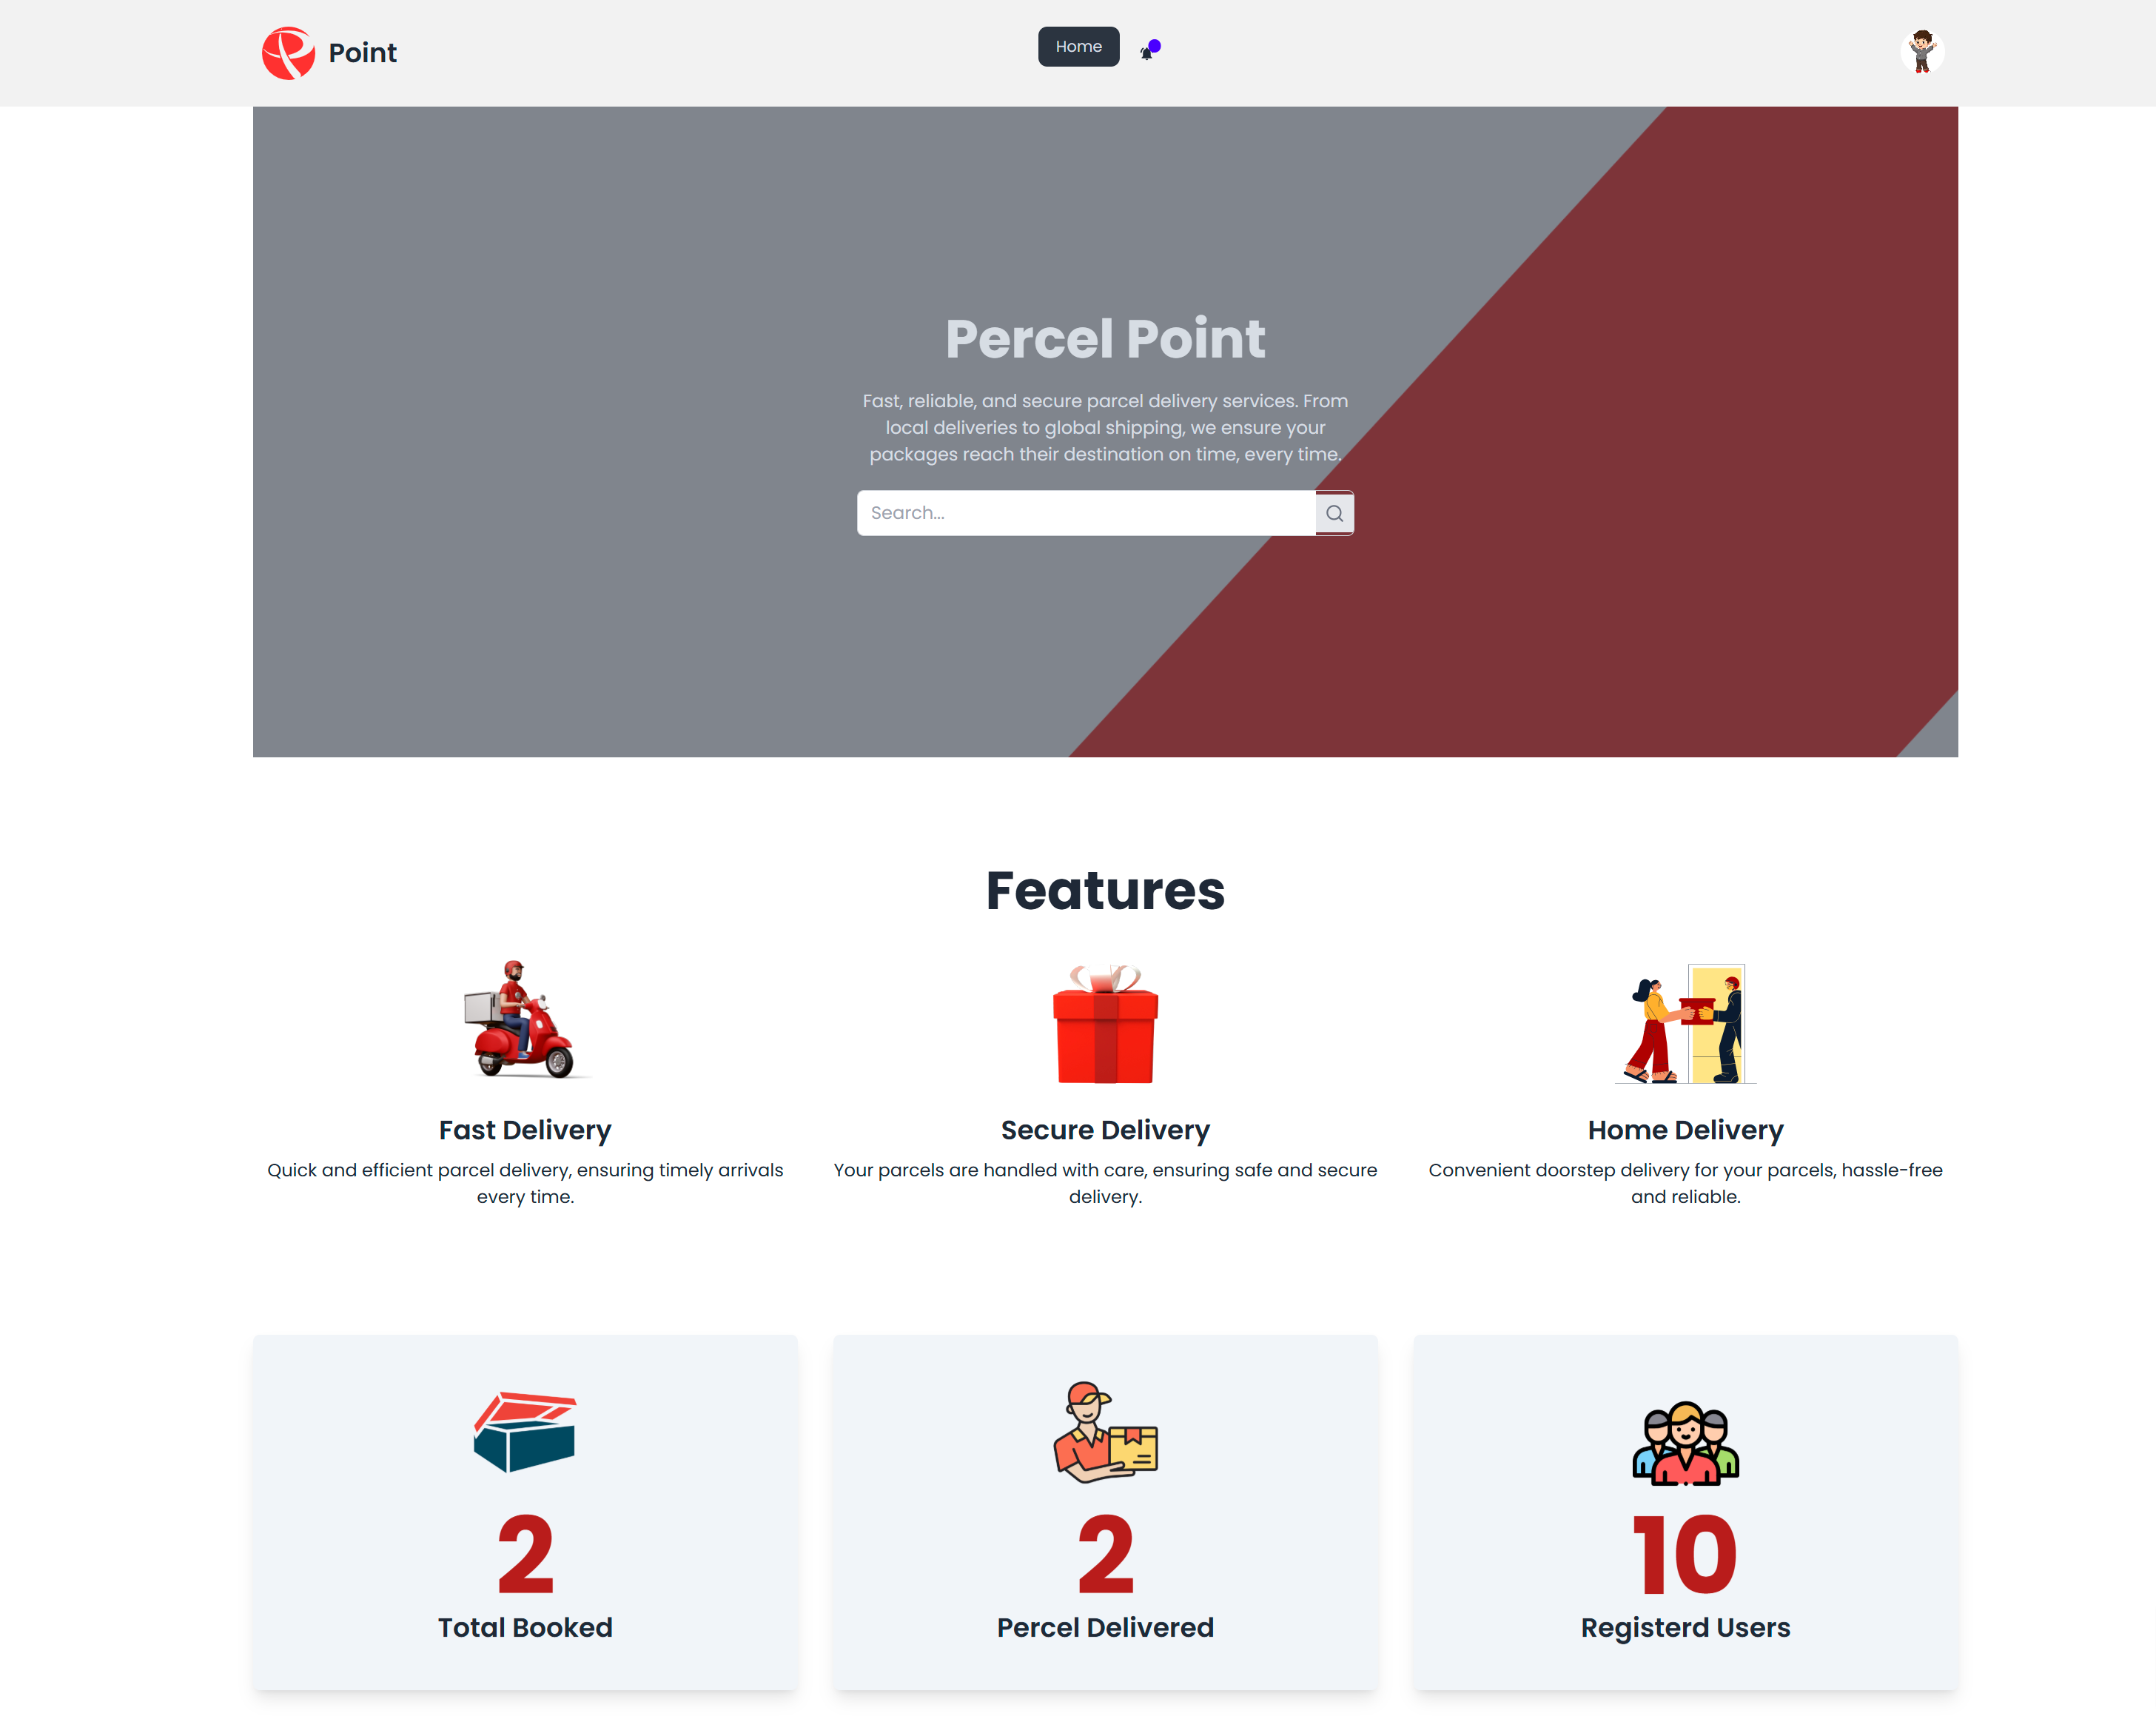 Point
Home
Percel Point
Fast, reliable, and secure parcel delivery services. From
local deliveries to global shipping, we ensure your
packages reach their destination on time, every time.
Search...
Features
Fast Delivery
Quick and efficient parcel delivery, ensuring timely arrivals
every time.
Secure Delivery
Your parcels are handled with care, ensuring safe and secure
delivery.
Home Delivery
Convenient doorstep delivery for your parcels, hassle-free
and reliable.
2
Total Booked
2
Percel Delivered
10
Registerd Users